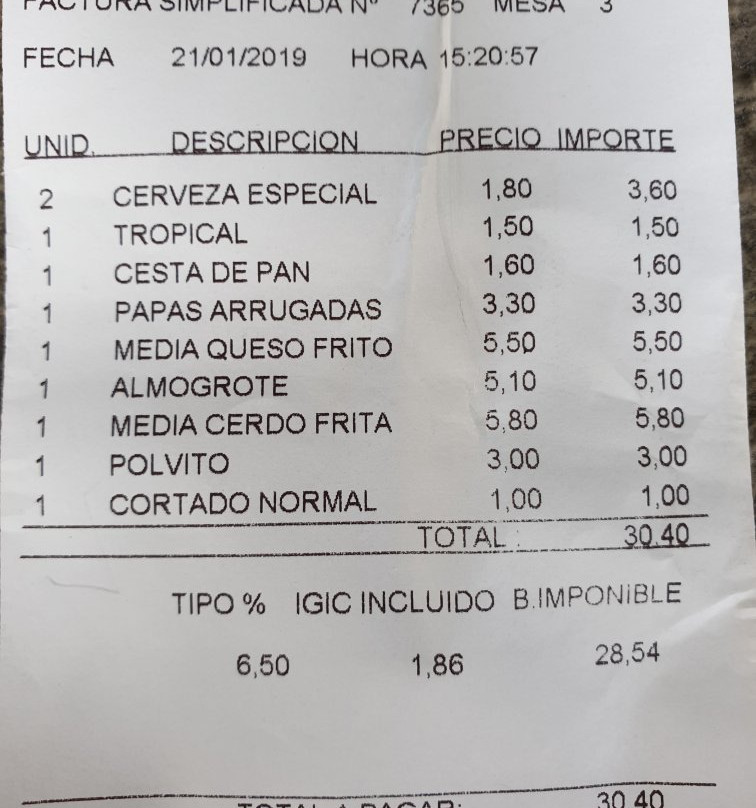 FACTURA SIMPLIFICADA Nº 7365 MESA 3
FECHA 21/01/2019 HORA 15:20:57
UNID. DESCRIPCION PRECIO IMPORTE
2 CERVEZA ESPECIAL 1,80 3,60
1 TROPICAL 1,50 1,50
1 CESTA DE PAN 1,60 1,60
1 PAPAS ARRUGADAS 3,30 3,30
1 MEDIA QUESO FRITO 5,50 5,50
1 ALMOGROTE 5,10 5,10
1 MEDIA CERDO FRITA 5,80 5,80
1 POLVITO 3,00 3,00
1 CORTADO NORMAL 1,00 1,00
TOTAL : 30.40
TIPO % IGIC INCLUIDO B.IMPONIBLE
6,50 1,86 28,54
TOTAL A PAGAR: 30.40